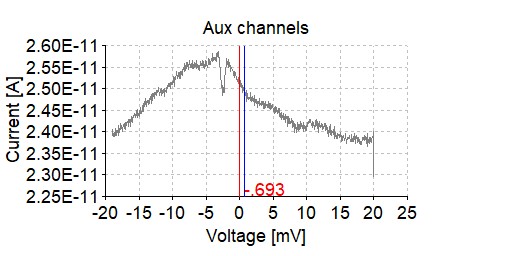 Aux channels
Current [A]
2.60E-11
2.55E-11
2.50E-11
2.45E-11
2.40E-11
2.35E-11
2.30E-11
2.25E-11
-.693
-20 -15 -10 -5 0 5 10 15 20 25
Voltage [mV]